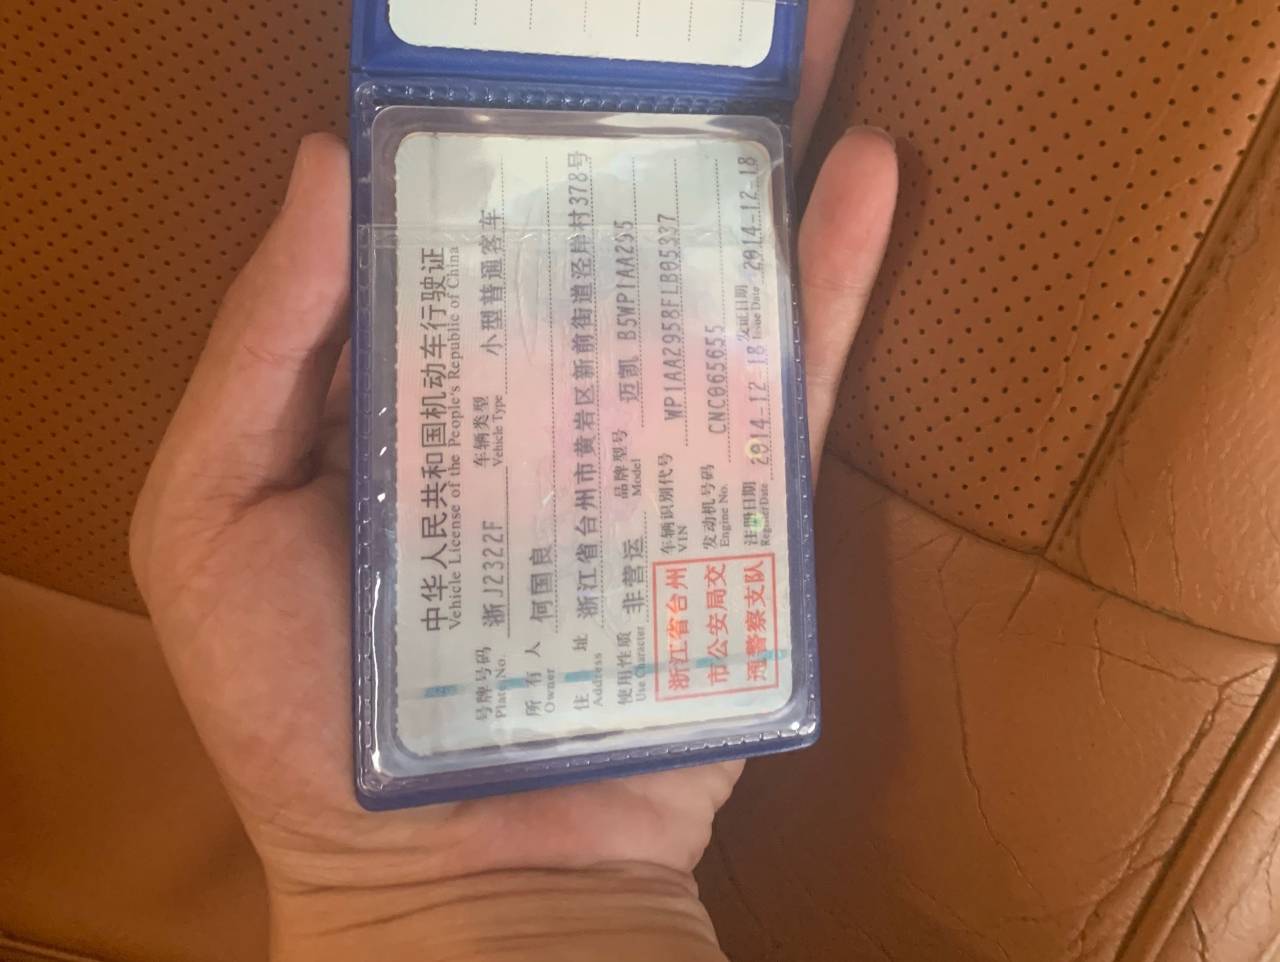 中华人民共和国机动车行驶证
Vehicle License of the People's Republic of China
号牌号码 浙J2322F 车辆类型 小型普通客车
Plate No. Vehicle Type
所有人 何国良
Owner
住址 浙江省台州市黄岩区新前街道泾岸村378号
Address
使用性质 非营运 品牌型号 迈凯 B5WP1AA295
Use Character Model
浙江省台州
市公安局交
通警察支队
车辆识别代号 WP1AA2958FLB05337
VIN
发动机号码 CNC065655
Engine No.
注册日期 2014-12-18 发证日期 2014-12-18
Register Date Issue Date